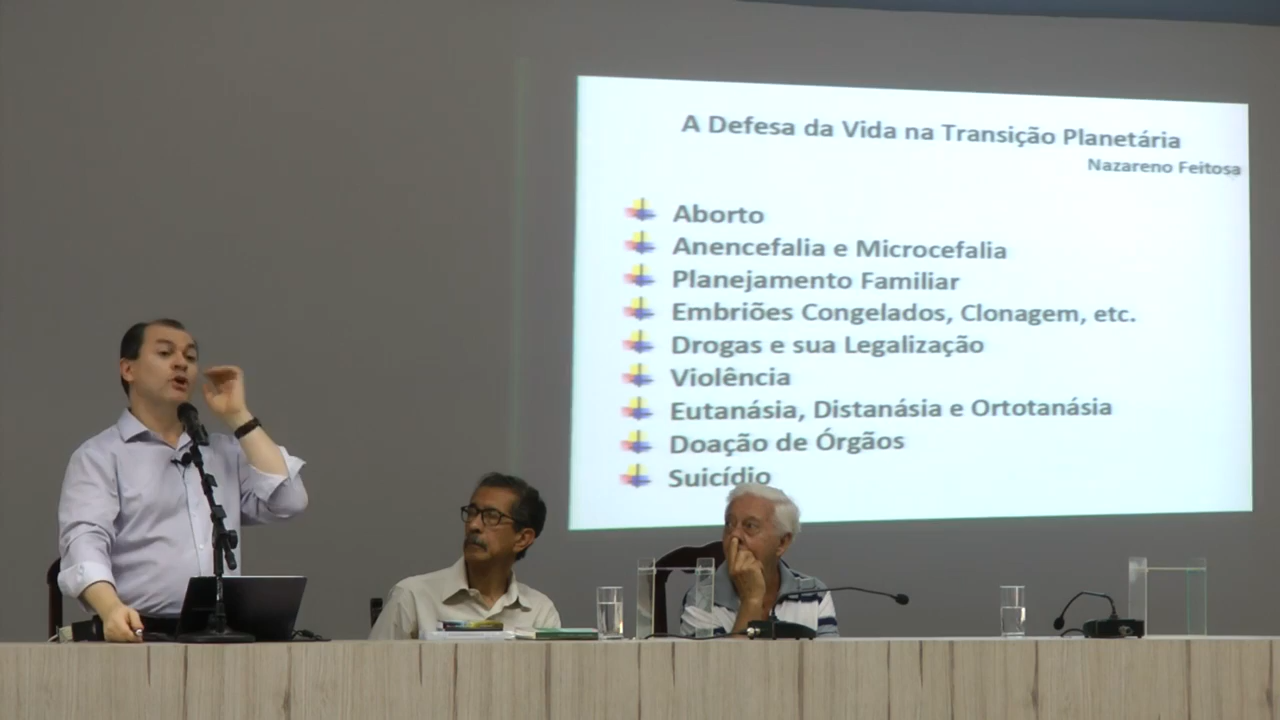 A Defesa da Vida na Transição Planetária
Nazareno Feitosa
Aborto
Anencefalia e Microcefalia
Planejamento Familiar
Embriões Congelados, Clonagem, etc.
Drogas e sua Legalização
Violência
Eutanásia, Distanásia e Ortotanásia
Doação de Órgãos
Suicídio